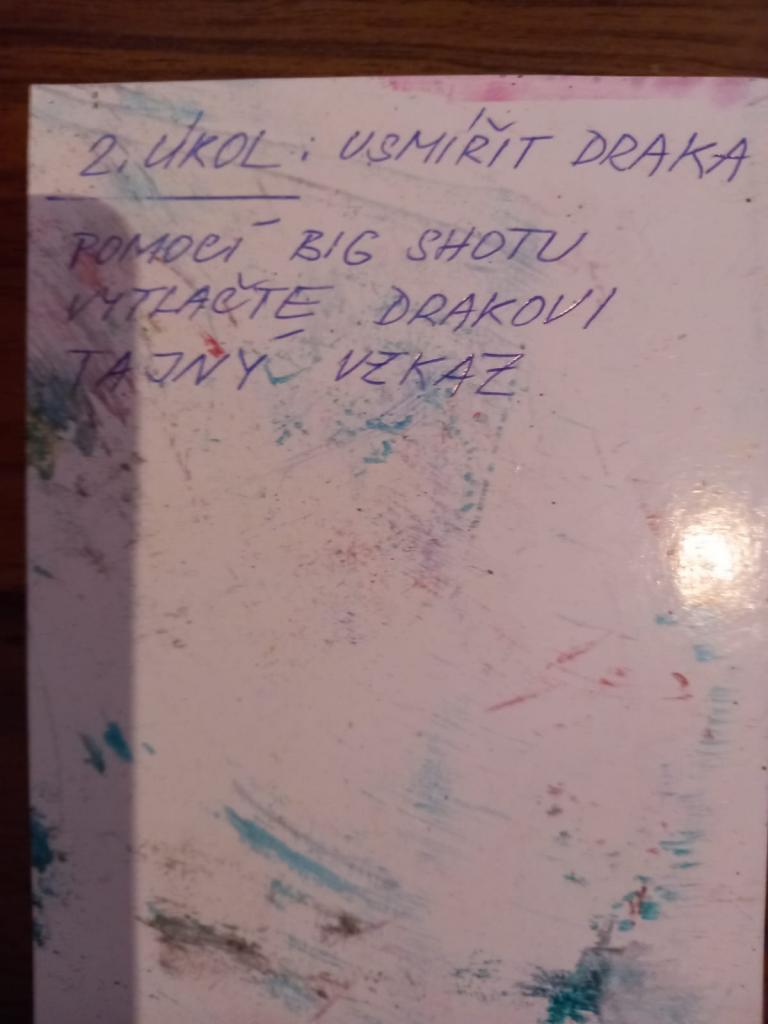 2. ÚKOL: USMÍŘIT DRAKA
POMOCÍ BIG SHOTU
VYTLAČTE DRAKOVI
TAJNÝ VZKAZ